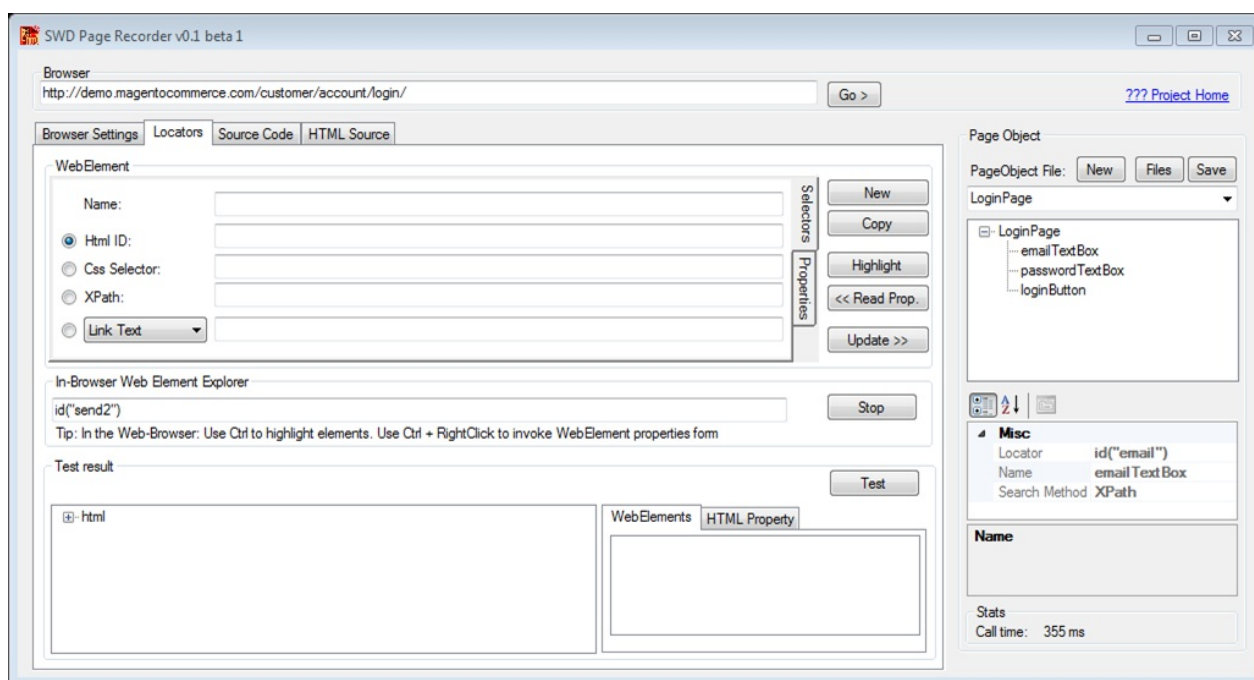 SWD Page Recorder v0.1 beta 1
Browser
http://demo.magentocommerce.com/customer/account/login/
Go >
??? Project Home
Browser Settings
Locators
Source Code
HTML Source
WebElement
Name:
Html ID:
Css Selector:
XPath:
Link Text
Selectors
Properties
New
Copy
Highlight
<< Read Prop.
Update >>
In-Browser Web Element Explorer
id("send2")
Stop
Tip: In the Web-Browser: Use Ctrl to highlight elements. Use Ctrl + RightClick to invoke WebElement properties form
Test result
Test
html
WebElements
HTML Property
Page Object
PageObject File:
New
Files
Save
LoginPage
LoginPage
emailTextBox
passwordTextBox
loginButton
Misc
Locator id("email")
Name emailTextBox
Search Method XPath
Name
Stats
Call time: 355 ms